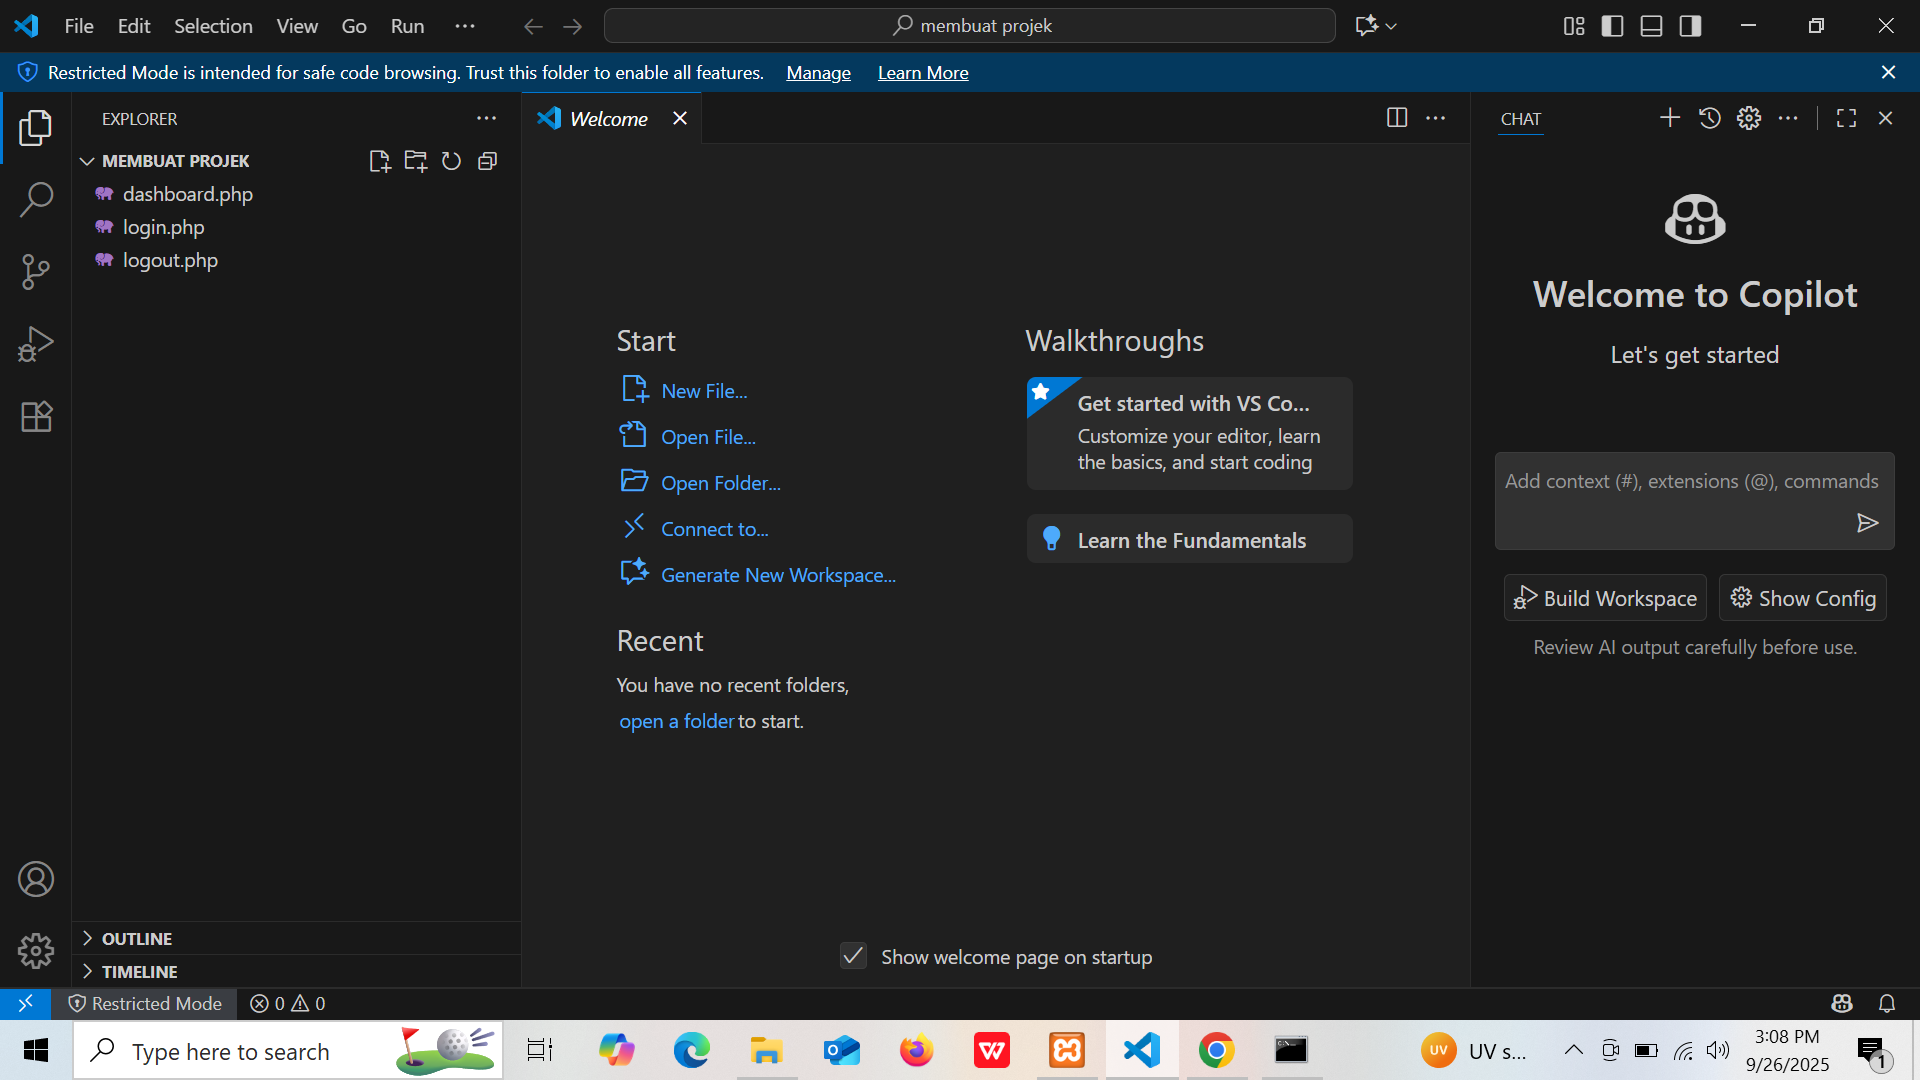 File Edit Selection View Go Run ...
membuat projek
Restricted Mode is intended for safe code browsing. Trust this folder to enable all features. Manage Learn More
EXPLORER
MEMBUAT PROJEK
dashboard.php
login.php
logout.php
OUTLINE
TIMELINE
Welcome
Start
New File...
Open File...
Open Folder...
Connect to...
Generate New Workspace...
Recent
You have no recent folders,
open a folder to start.
Walkthroughs
Get started with VS Co...
Customize your editor, learn
the basics, and start coding
Learn the Fundamentals
Show welcome page on startup
CHAT
Welcome to Copilot
Let's get started
Add context (#), extensions (@), commands
Build Workspace Show Config
Review AI output carefully before use.
Restricted Mode 0 0
Type here to search
UV UV s...
3:08 PM
9/26/2025
1